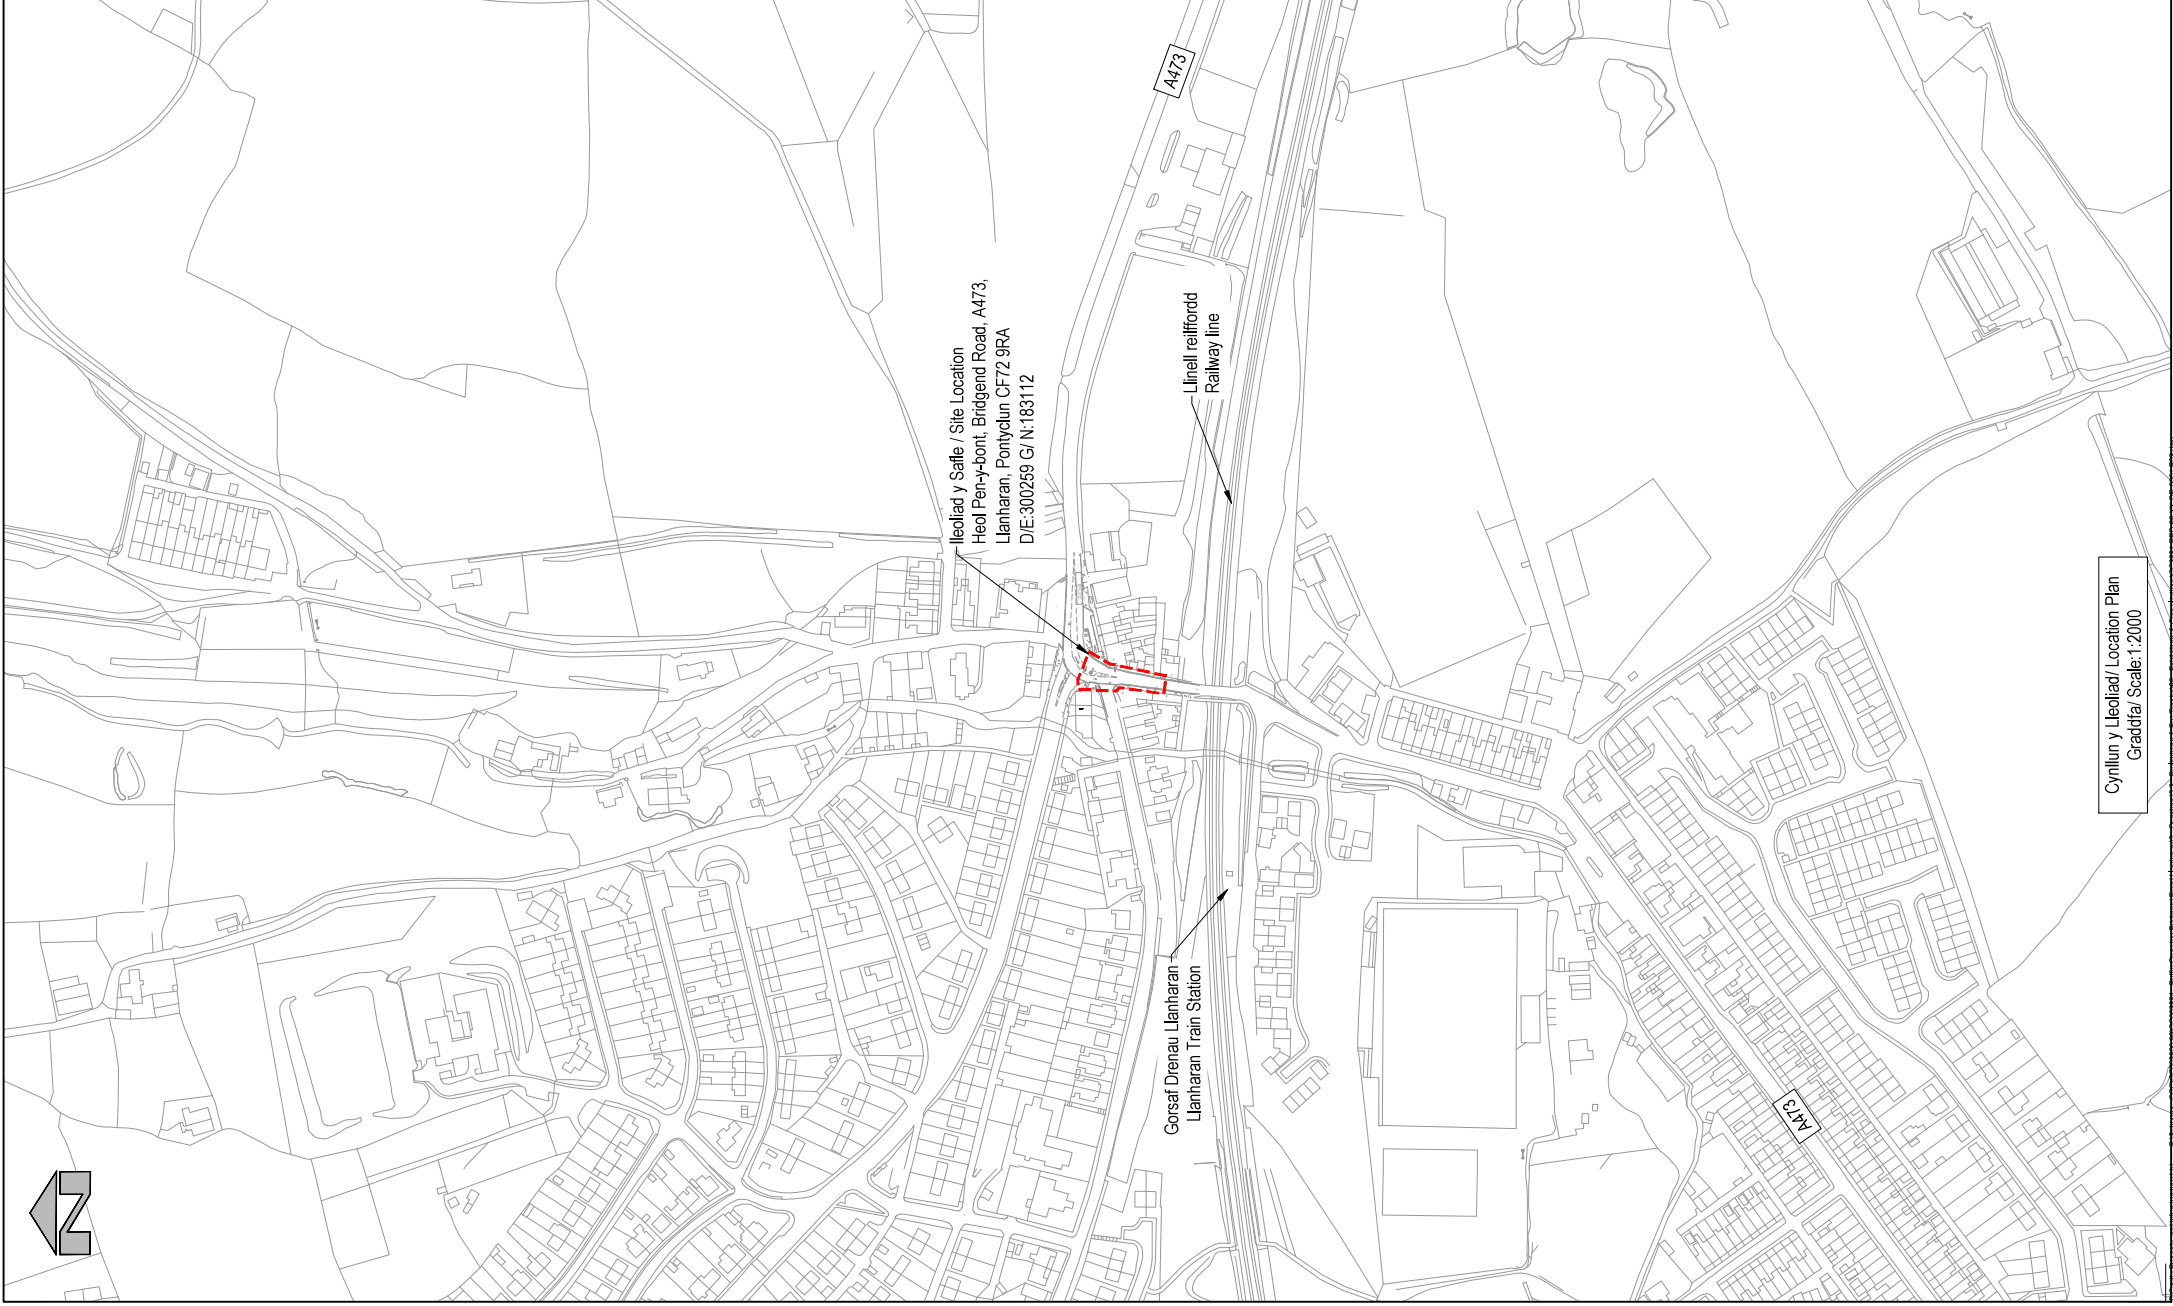 A473
lleoliad y Safle / Site Location
Heol Pen-y-bont, Bridgend Road, A473,
Llanharan, Pontyclun CF72 9RA
D/E:300259 G/ N:183112
Llinell reilffordd
Railway line
Gorsaf Drenau Llanharan
Llanharan Train Station
A473
Cynllun y Lleoliad/ Location Plan
Graddfa/ Scale:1:2000
N